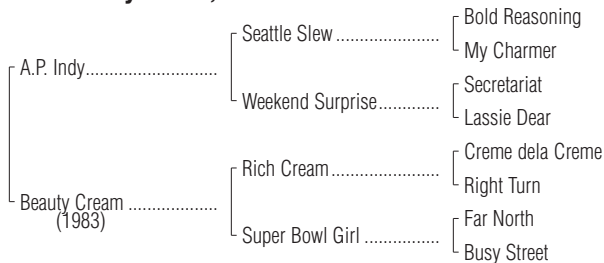 Bold Reasoning
Seattle Slew ....................
My Charmer
A.P. Indy.........................
Secretariat
Weekend Surprise............
Lassie Dear
Creme dela Creme
Rich Cream .....................
Right Turn
Beauty Cream .................
(1983)
Far North
Super Bowl Girl ...............
Busy Street